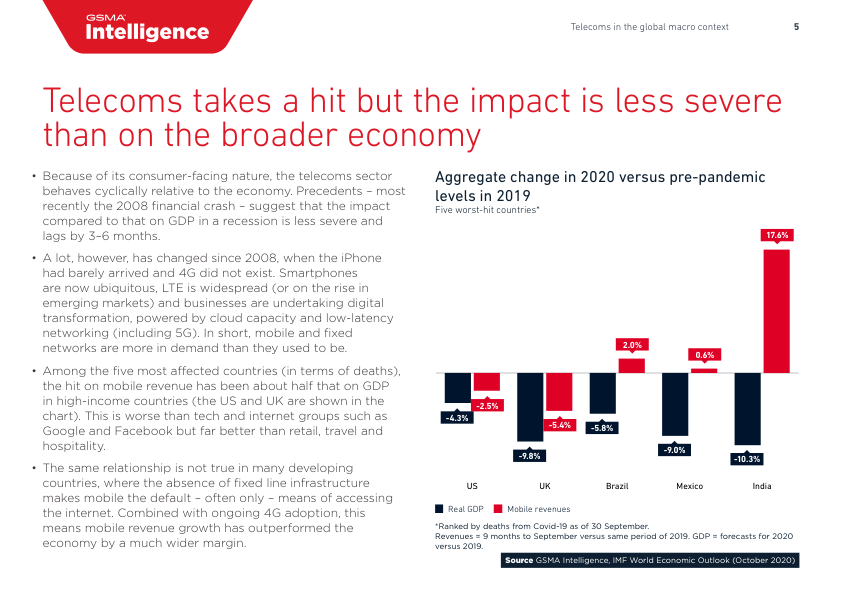 GSMA
Intelligence
Telecoms in the global macro context
5
Telecoms takes a hit but the impact is less severe
than on the broader economy
• Because of its consumer-facing nature, the telecoms sector
behaves cyclically relative to the economy. Precedents – most
recently the 2008 financial crash – suggest that the impact
compared to that on GDP in a recession is less severe and
lags by 3–6 months.
• A lot, however, has changed since 2008, when the iPhone
had barely arrived and 4G did not exist. Smartphones
are now ubiquitous, LTE is widespread (or on the rise in
emerging markets) and businesses are undertaking digital
transformation, powered by cloud capacity and low-latency
networking (including 5G). In short, mobile and fixed
networks are more in demand than they used to be.
• Among the five most affected countries (in terms of deaths),
the hit on mobile revenue has been about half that on GDP
in high-income countries (the US and UK are shown in the
chart). This is worse than tech and internet groups such as
Google and Facebook but far better than retail, travel and
hospitality.
• The same relationship is not true in many developing
countries, where the absence of fixed line infrastructure
makes mobile the default – often only – means of accessing
the internet. Combined with ongoing 4G adoption, this
means mobile revenue growth has outperformed the
economy by a much wider margin.
Aggregate change in 2020 versus pre-pandemic
levels in 2019
Five worst-hit countries*
17.6%
2.0%
0.6%
-2.5%
-4.3%
-5.4%
-5.8%
-9.8%
-9.0%
-10.3%
US
UK
Brazil
Mexico
India
Real GDP
Mobile revenues
*Ranked by deaths from Covid-19 as of 30 September.
Revenues = 9 months to September versus same period of 2019. GDP = forecasts for 2020
versus 2019.
Source GSMA Intelligence, IMF World Economic Outlook (October 2020)